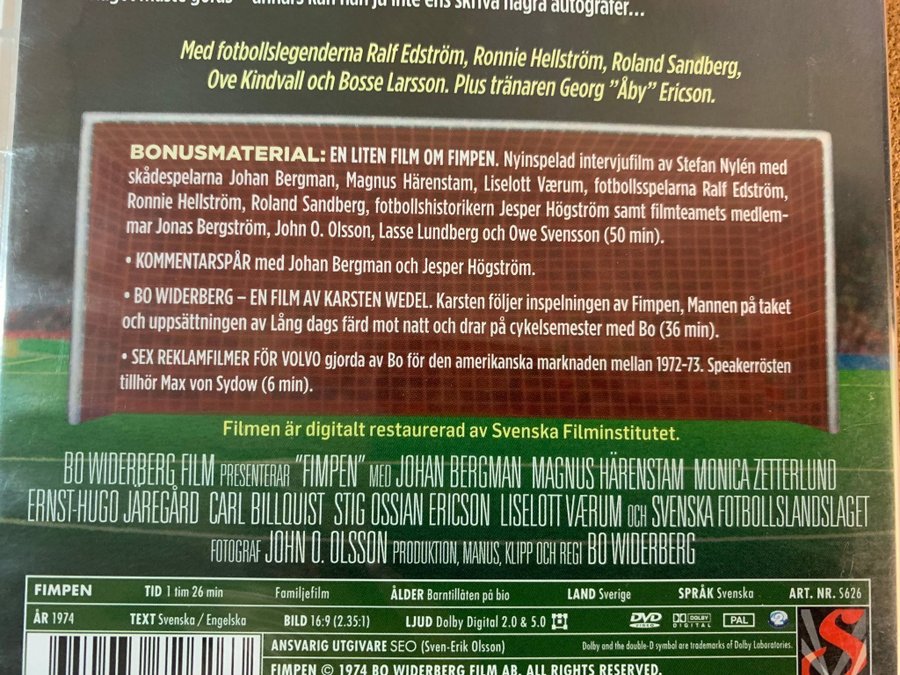 några autografer...
Med fotbollslegenderna Ralf Edström, Ronnie Hellström, Roland Sandberg,
Ove Kindvall och Bosse Larsson. Plus tränaren Georg ”Åby” Ericson.
BONUSMATERIAL: EN LITEN FILM OM FIMPEN. Nyinspelad intervjufilm av Stefan Nylén med
skådespelarna Johan Bergman, Magnus Härenstam, Liselott Værum, fotbollsspelarna Ralf Edström,
Ronnie Hellström, Roland Sandberg, fotbollshistorikern Jesper Högström samt filmteamets medlem-
mar Jonas Bergström, John O. Olsson, Lasse Lundberg och Owe Svensson (50 min).
• KOMMENTARSPÅR med Johan Bergman och Jesper Högström.
• BO WIDERBERG – EN FILM AV KARSTEN WEDEL. Karsten följer inspelningen av Fimpen, Mannen på taket
och uppsättningen av Lång dags färd mot natt och drar på cykelsemester med Bo (36 min).
• SEX REKLAMFILMER FÖR VOLVO gjorda av Bo för den amerikanska marknaden mellan 1972-73. Speakerrösten
tillhör Max von Sydow (6 min).
Filmen är digitalt restaurerad av Svenska Filminstitutet.
BO WIDERBERG FILM PRESENTERAR "FIMPEN" MED JOHAN BERGMAN MAGNUS HÄRENSTAM MONICA ZETTERLUND
ERNST-HUGO JÄREGÅRD CARL BILLQUIST STIG OSSIAN ERICSON LISELOTT VÆRUM OCH SVENSKA FOTBOLLSLANDSLAGET
FOTOGRAF JOHN O. OLSSON PRODUKTION, MANUS, KLIPP OCH REGI BO WIDERBERG
FIMPEN TID 1 tim 26 min Familjefilm ÅLDER Barntillåten på bio LAND Sverige SPRÅK Svenska ART. NR. S626
ÅR 1974 TEXT Svenska / Engelska BILD 16:9 (2.35:1) LJUD Dolby Digital 2.0 & 5.0 DVD VIDEO DOLBY DIGITAL PAL
ANSVARIG UTGIVARE SEO (Sven-Erik Olsson) Dolby and the double-D symbol are trademarks of Dolby Laboratories.
FIMPEN © 1974 BO WIDERBERG FILM AB. ALL RIGHTS RESERVED.